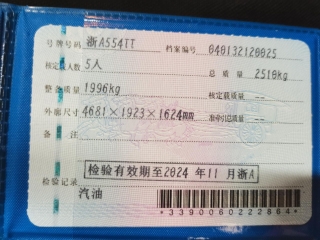 号牌号码 浙A554TT 档案编号 040132120025
核定载人数 5人 总质量 2510kg
整备质量 1996kg 核定载质量 --
外廓尺寸 4681×1923×1624mm 准牵引总质量 --
备注
检验有效期至2024年11月浙A
检验记录
汽油
*3390060222864*